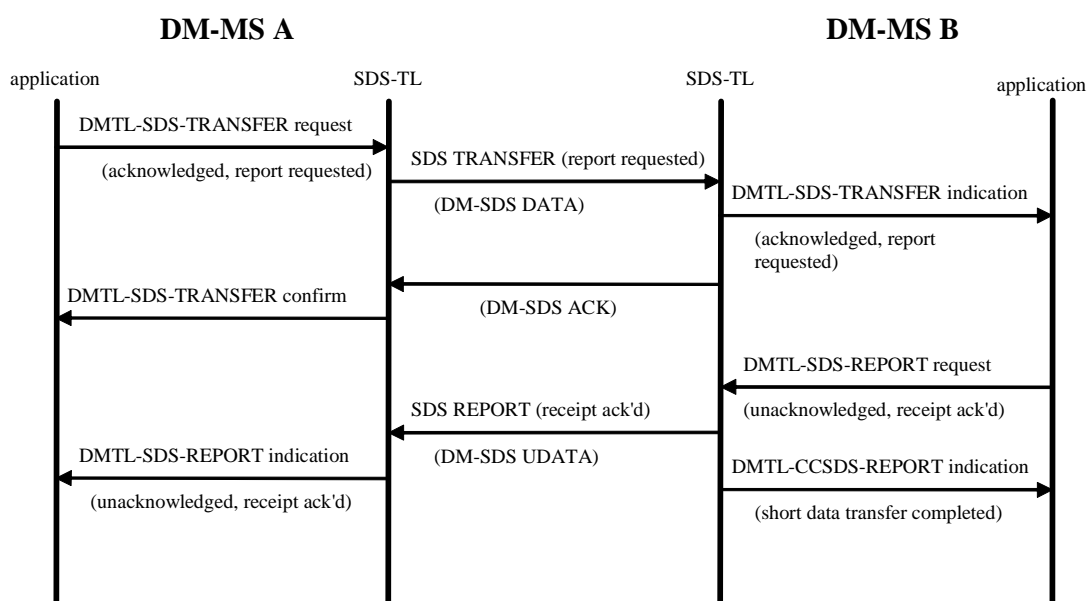 DM-MS A
DM-MS B
application
SDS-TL
SDS-TL
application
DMTL-SDS-TRANSFER request
(acknowledged, report requested)
SDS TRANSFER (report requested)
(DM-SDS DATA)
DMTL-SDS-TRANSFER indication
(acknowledged, report
requested)
(DM-SDS ACK)
DMTL-SDS-TRANSFER confirm
DMTL-SDS-REPORT request
(unacknowledged, receipt ack'd)
SDS REPORT (receipt ack'd)
(DM-SDS UDATA)
DMTL-SDS-REPORT indication
(unacknowledged, receipt ack'd)
DMTL-CCSDS-REPORT indication
(short data transfer completed)